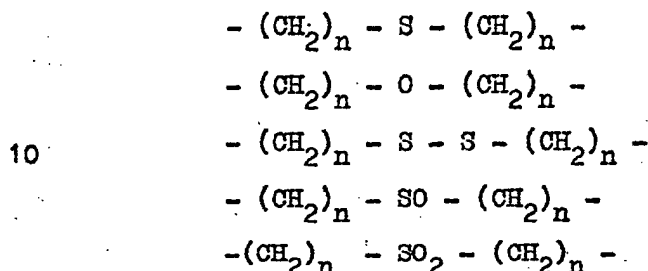 - (CH₂)ₙ - S - (CH₂)ₙ -
- (CH₂)ₙ - O - (CH₂)ₙ -
10 - (CH₂)ₙ - S - S - (CH₂)ₙ -
- (CH₂)ₙ - SO - (CH₂)ₙ -
-(CH₂)ₙ - SO₂ - (CH₂)ₙ -